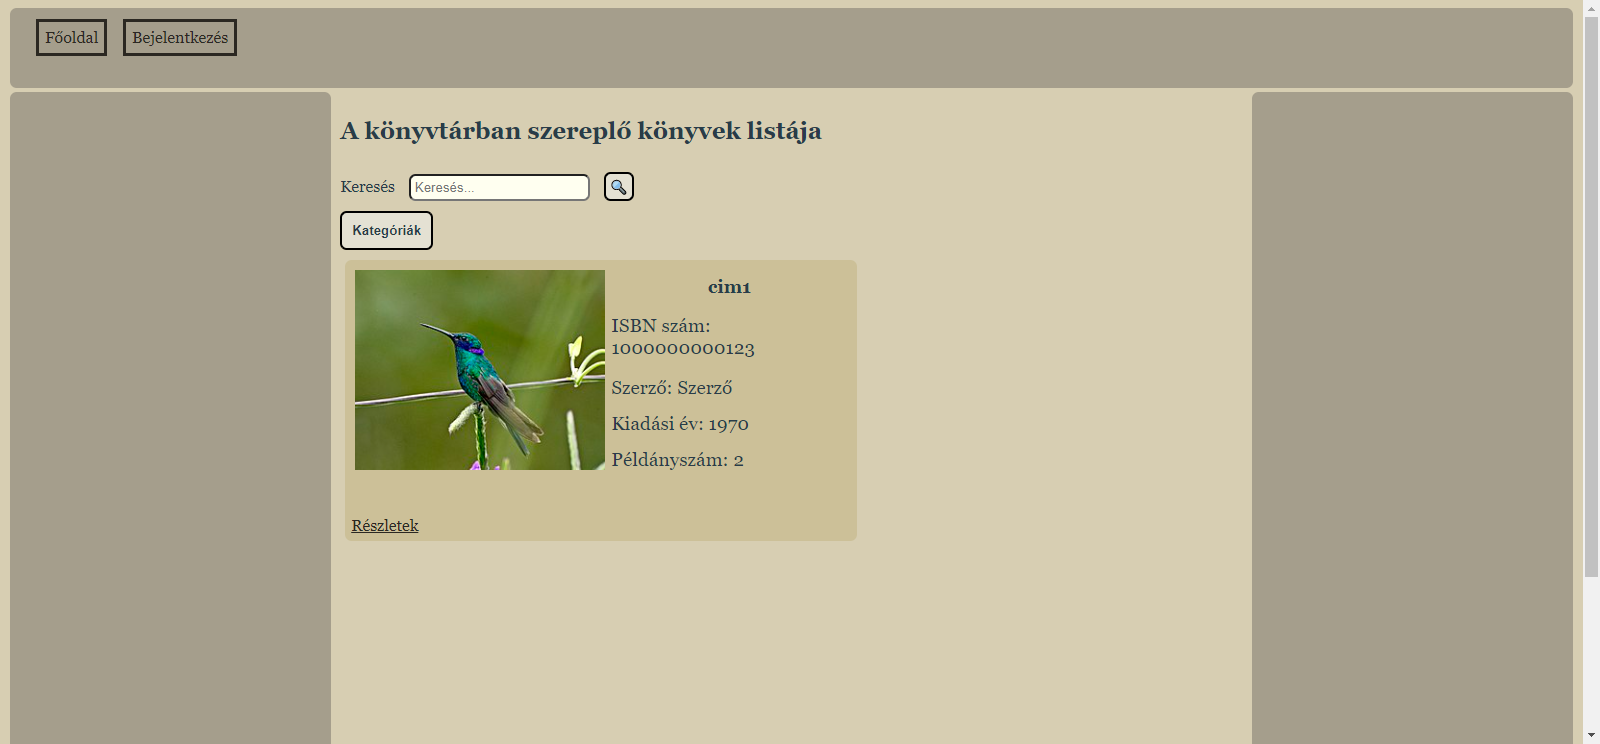 Főoldal Bejelentkezés
A könyvtárban szereplő könyvek listája
Keresés Keresés...
Kategóriák
cim1
ISBN szám:
1000000000123
Szerző: Szerző
Kiadási év: 1970
Példányszám: 2
Részletek